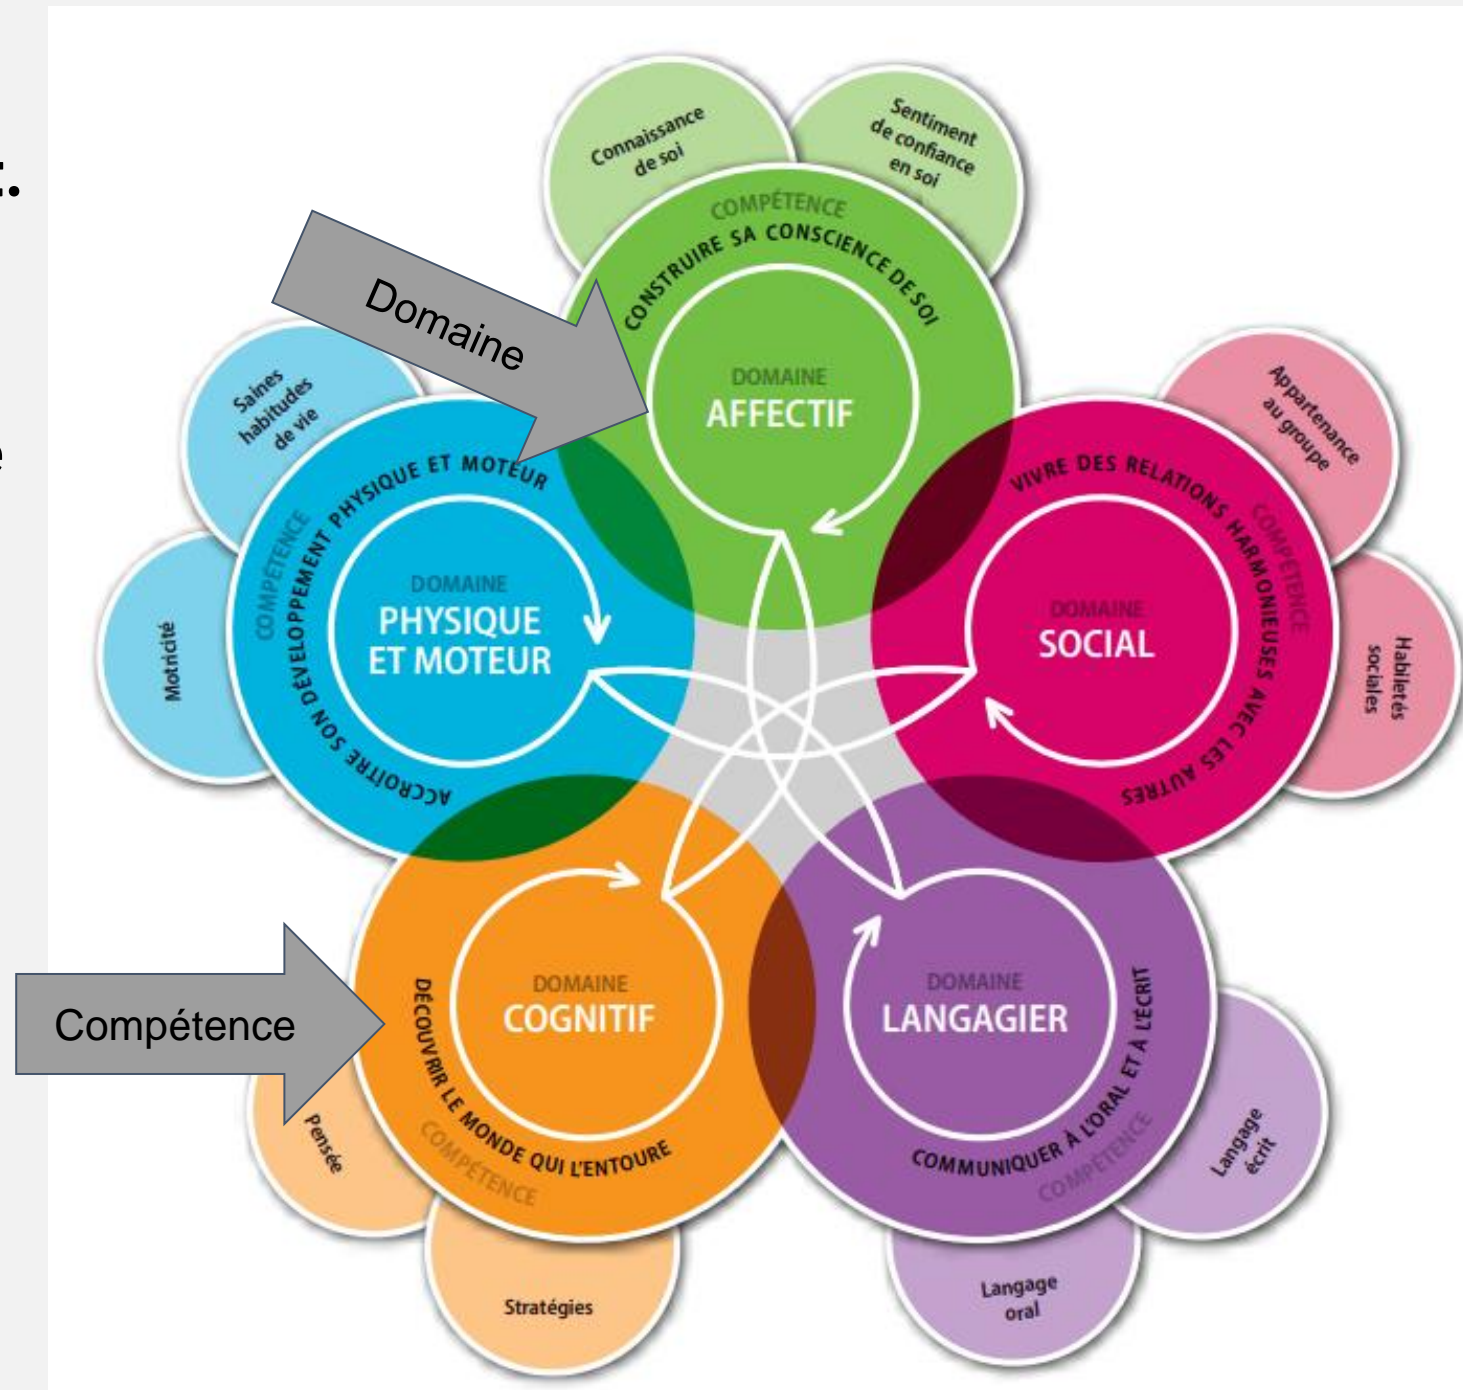 Connaissance
de soi
Sentiment
de confiance
en soi
COMPÉTENCE
CONSTRUIRE SA CONSCIENCE DE SOI
DOMAINE
AFFECTIF
Domaine
Saines
habitudes
de vie
Motricité
COMPÉTENCE
ACCROÎTRE SON DÉVELOPPEMENT PHYSIQUE ET MOTEUR
DOMAINE
PHYSIQUE
ET MOTEUR
Appartenance
au groupe
Habiletés
sociales
COMPÉTENCE
VIVRE DES RELATIONS HARMONIEUSES AVEC LES AUTRES
DOMAINE
SOCIAL
Compétence
DOMAINE
COGNITIF
DÉCOUVRIR LE MONDE QUI L'ENTOURE
COMPÉTENCE
Pensée
Stratégies
DOMAINE
LANGAGIER
COMMUNIQUER À L'ORAL ET À L'ÉCRIT
COMPÉTENCE
Langage
écrit
Langage
oral